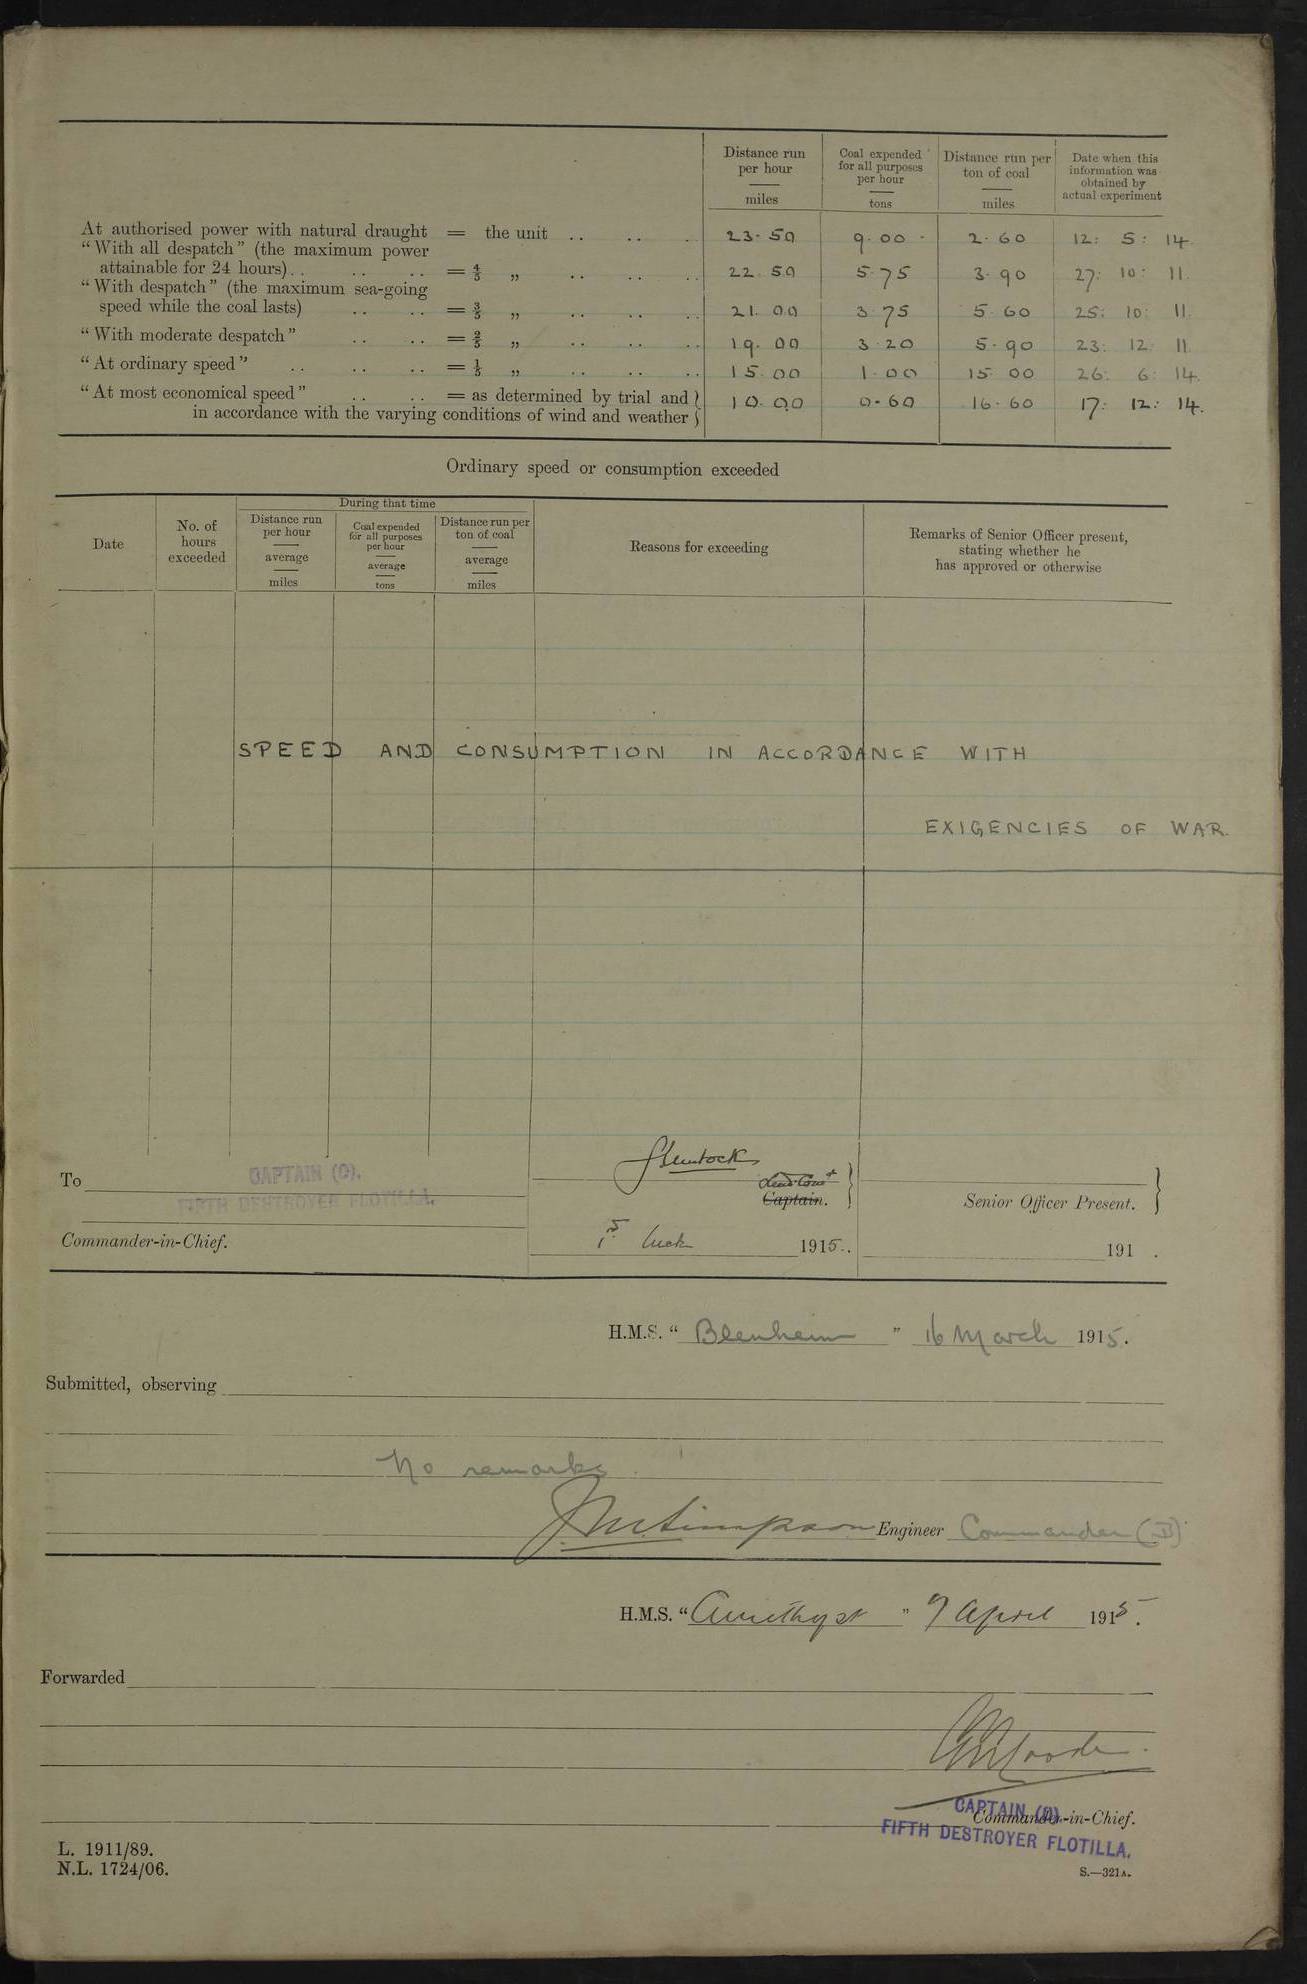 Distance run per hour miles
Coal expended for all purposes per hour tons
Distance run per ton of coal miles
Date when this information was obtained by actual experiment
At authorised power with natural draught = the unit .. .. .. 23.50 9.00 2.60 12: 5: 14
“With all despatch” (the maximum power
attainable for 24 hours).. .. .. = 4/5 „ .. .. .. 22.50 5.75 3.90 27: 10: 11.
“With despatch” (the maximum sea-going
speed while the coal lasts) .. .. = 3/5 „ .. .. .. 21.00 3.75 5.60 25: 10: 11.
“With moderate despatch” .. .. = 2/5 „ .. .. .. 19.00 3.20 5.90 23: 12: 11
“At ordinary speed” .. .. .. = 1/5 „ .. .. .. 15.00 1.00 15.00 26: 6: 14.
“At most economical speed” .. .. = as determined by trial and } 10.00 0.60 16.60 17: 12: 14.
in accordance with the varying conditions of wind and weather }
Ordinary speed or consumption exceeded
Date
No. of hours exceeded
During that time
Distance run per hour average miles
Coal expended for all purposes per hour average tons
Distance run per ton of coal average miles
Reasons for exceeding
Remarks of Senior Officer present, stating whether he has approved or otherwise
SPEED AND CONSUMPTION IN ACCORDANCE WITH
EXIGENCIES OF WAR.
To CAPTAIN (D).
FIFTH DESTROYER FLOTILLA.
Commander-in-Chief.
Captain. }
1915.
Senior Officer Present. }
191 .
H.M.S. “Blenheim” 16 March 1915.
Submitted, observing
No remarks.
Engineer Commander (D)
H.M.S. “Amethyst” 7 April 1915.
Forwarded
Commander-in-Chief.
CAPTAIN (D).
FIFTH DESTROYER FLOTILLA.
L. 1911/89.
N.L. 1724/06.
S.—321A.